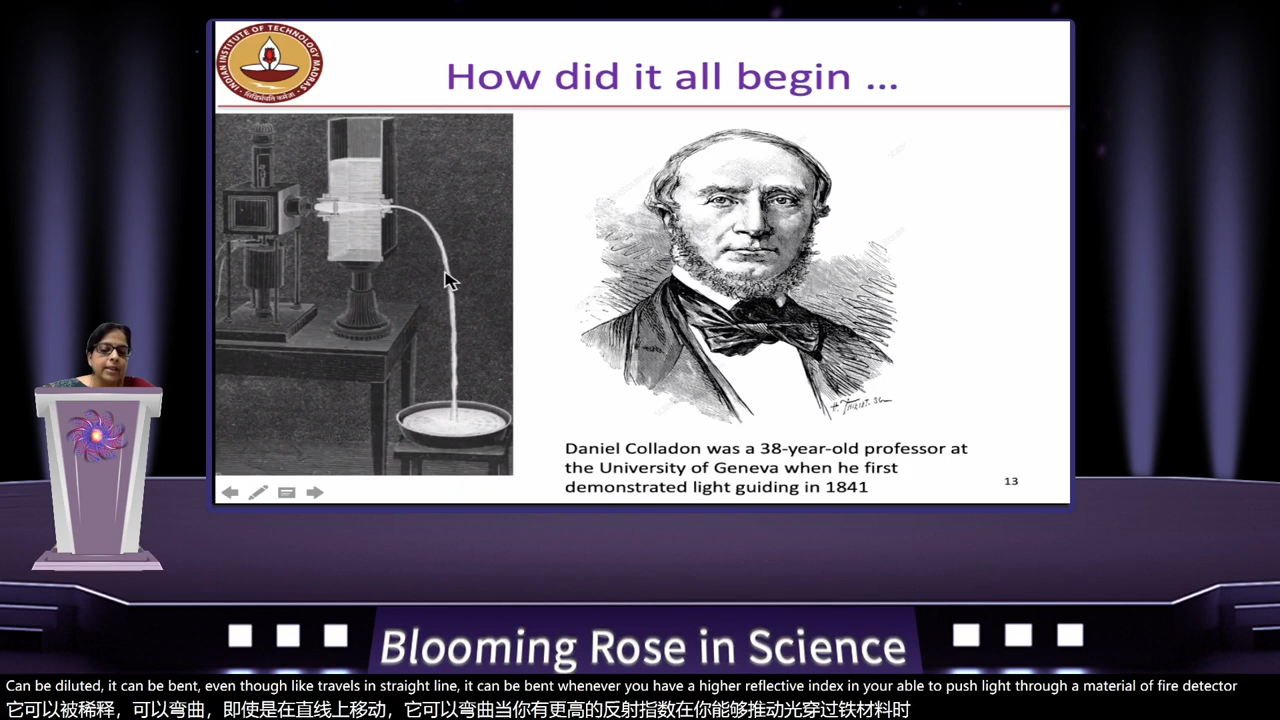 INDIAN INSTITUTE OF TECHNOLOGY MADRAS
How did it all begin ...
Daniel Colladon was a 38-year-old professor at
the University of Geneva when he first
demonstrated light guiding in 1841
13
Blooming Rose in Science
Can be diluted, it can be bent, even though like travels in straight line, it can be bent whenever you have a higher reflective index in your able to push light through a material of fire detector
它可以被稀释，可以弯曲，即使是在直线上移动，它可以弯曲当你有更高的反射指数在你能够推动光穿过铁材料时